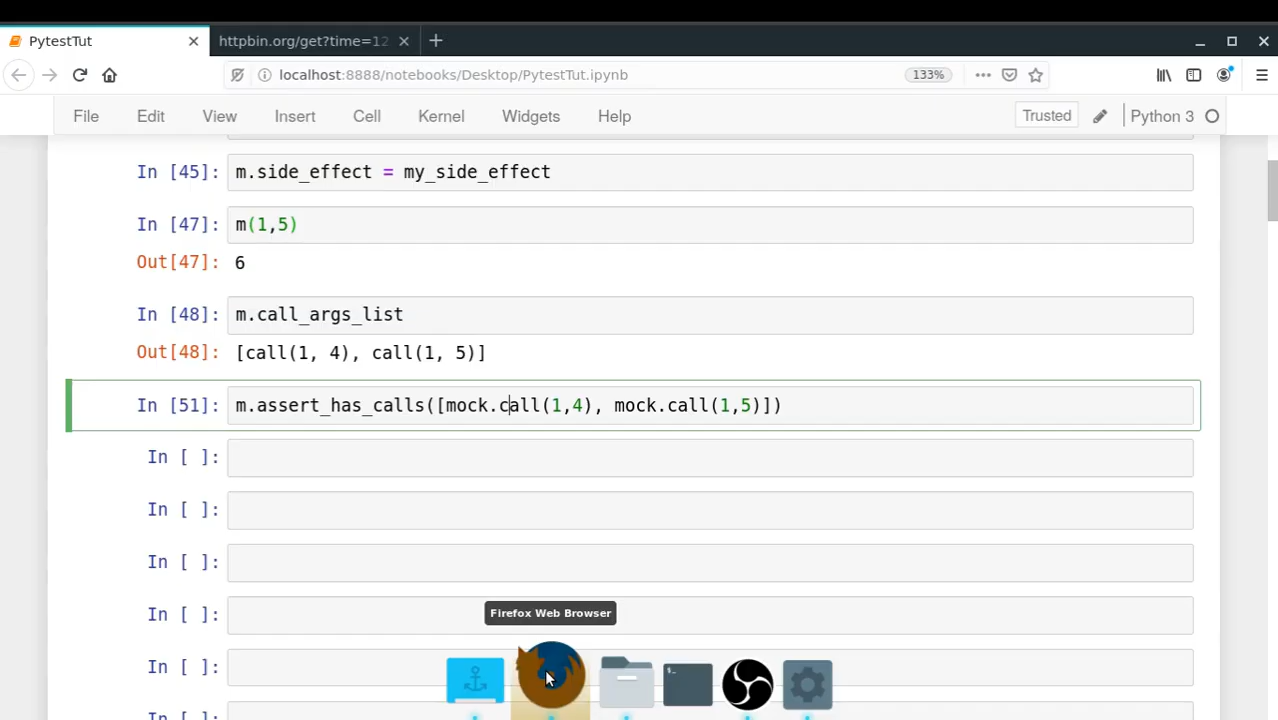 PytestTut
httpbin.org/get?time=12
localhost:8888/notebooks/Desktop/PytestTut.ipynb
133%
File Edit View Insert Cell Kernel Widgets Help
Trusted
Python 3
In [45]: m.side_effect = my_side_effect
In [47]: m(1,5)
Out[47]: 6
In [48]: m.call_args_list
Out[48]: [call(1, 4), call(1, 5)]
In [51]: m.assert_has_calls([mock.call(1,4), mock.call(1,5)])
In [ ]:
In [ ]:
In [ ]:
In [ ]:
Firefox Web Browser
In [ ]:
In [ ]: